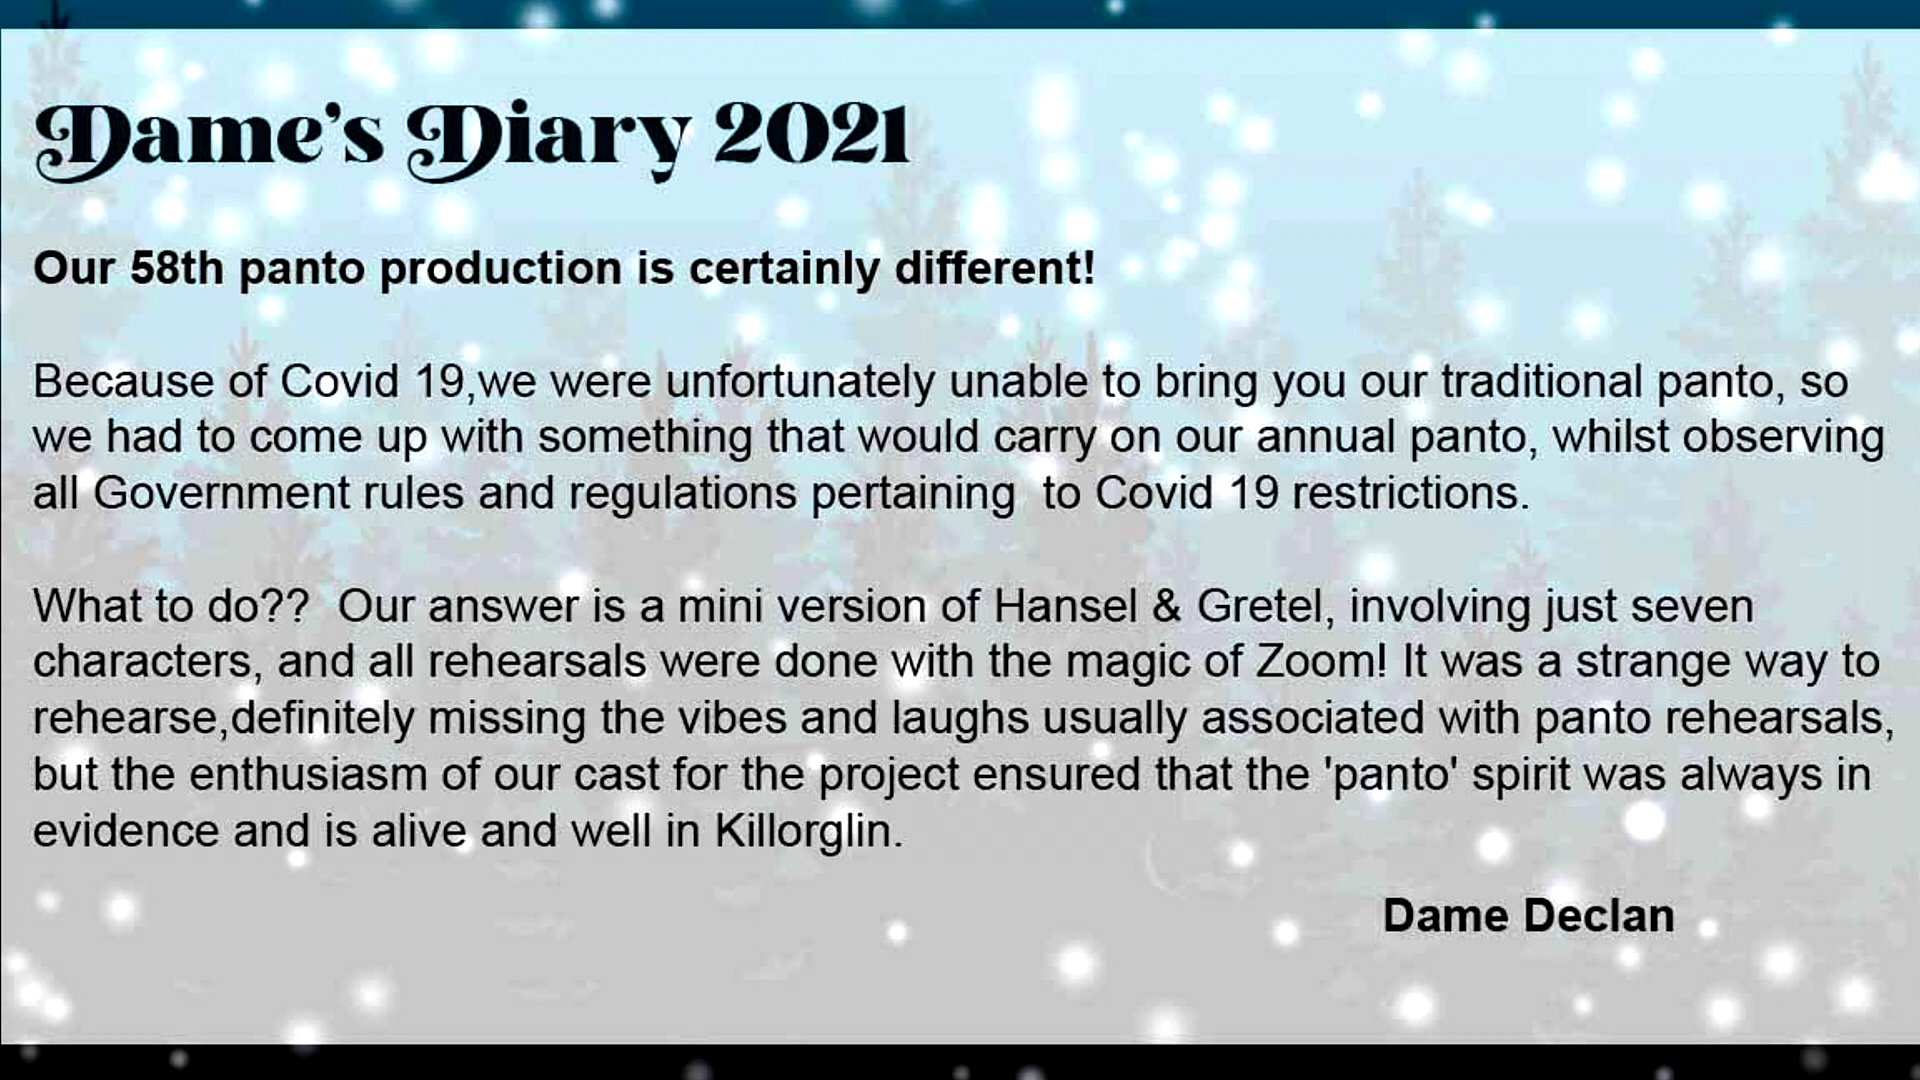 Dame's Diary 2021
Our 58th panto production is certainly different!
Because of Covid 19,we were unfortunately unable to bring you our traditional panto, so
we had to come up with something that would carry on our annual panto, whilst observing
all Government rules and regulations pertaining  to Covid 19 restrictions.
What to do??  Our answer is a mini version of Hansel & Gretel, involving just seven
characters, and all rehearsals were done with the magic of Zoom! It was a strange way to
rehearse,definitely missing the vibes and laughs usually associated with panto rehearsals,
but the enthusiasm of our cast for the project ensured that the 'panto' spirit was always in
evidence and is alive and well in Killorglin.
Dame Declan